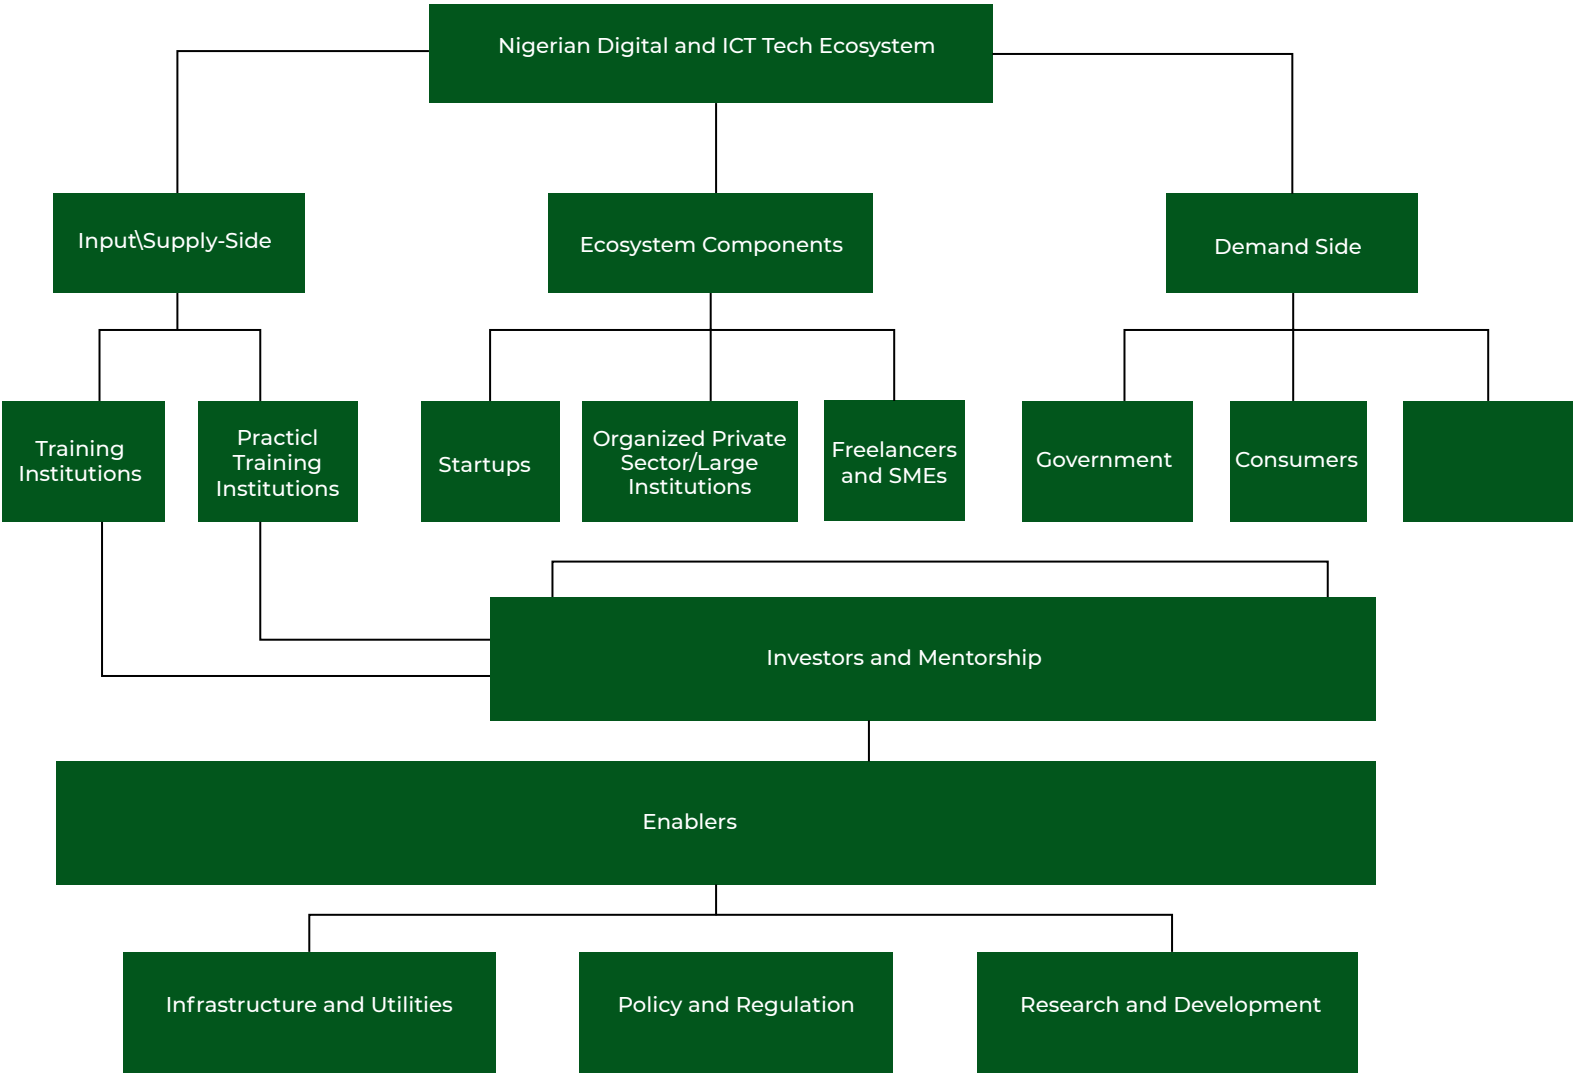 Nigerian Digital and ICT Tech Ecosystem
Input\Supply-Side
Ecosystem Components
Demand Side
Training
Institutions
Practicl
Training
Institutions
Startups
Organized Private
Sector/Large
Institutions
Freelancers
and SMEs
Government
Consumers
Investors and Mentorship
Enablers
Infrastructure and Utilities
Policy and Regulation
Research and Development